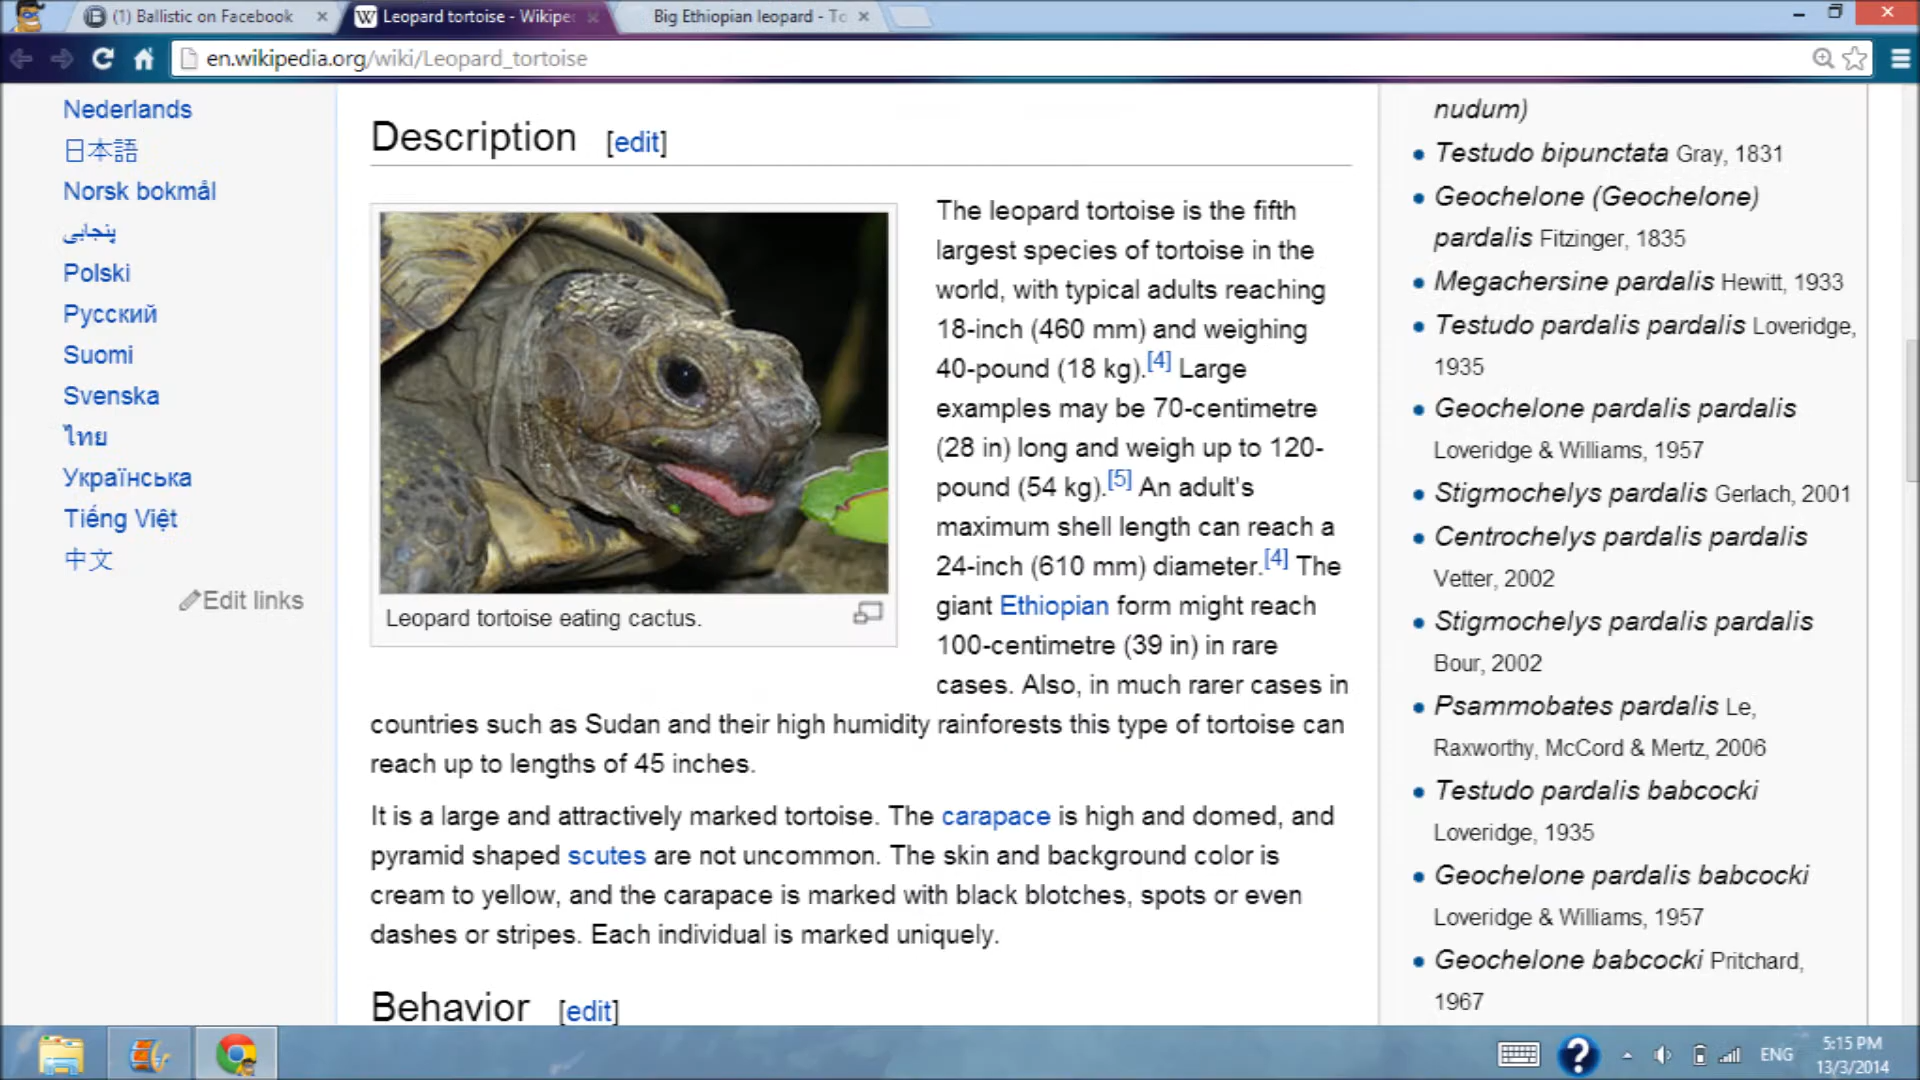 (1) Ballistic on Facebook
Leopard tortoise - Wikipe
Big Ethiopian leopard - To
en.wikipedia.org/wiki/Leopard_tortoise
Nederlands
日本語
Norsk bokmål
پنجابی
Polski
Русский
Suomi
Svenska
ไทย
Українська
Tiếng Việt
中文
Edit links
Description [edit]
Leopard tortoise eating cactus.
The leopard tortoise is the fifth
largest species of tortoise in the
world, with typical adults reaching
18-inch (460 mm) and weighing
40-pound (18 kg).[4] Large
examples may be 70-centimetre
(28 in) long and weigh up to 120-
pound (54 kg).[5] An adult's
maximum shell length can reach a
24-inch (610 mm) diameter.[4] The
giant Ethiopian form might reach
100-centimetre (39 in) in rare
cases. Also, in much rarer cases in
countries such as Sudan and their high humidity rainforests this type of tortoise can
reach up to lengths of 45 inches.
It is a large and attractively marked tortoise. The carapace is high and domed, and
pyramid shaped scutes are not uncommon. The skin and background color is
cream to yellow, and the carapace is marked with black blotches, spots or even
dashes or stripes. Each individual is marked uniquely.
Behavior [edit]
nudum)
Testudo bipunctata Gray, 1831
Geochelone (Geochelone)
pardalis Fitzinger, 1835
Megachersine pardalis Hewitt, 1933
Testudo pardalis pardalis Loveridge,
1935
Geochelone pardalis pardalis
Loveridge & Williams, 1957
Stigmochelys pardalis Gerlach, 2001
Centrochelys pardalis pardalis
Vetter, 2002
Stigmochelys pardalis pardalis
Bour, 2002
Psammobates pardalis Le,
Raxworthy, McCord & Mertz, 2006
Testudo pardalis babcocki
Loveridge, 1935
Geochelone pardalis babcocki
Loveridge & Williams, 1957
Geochelone babcocki Pritchard,
1967
ENG
5:15 PM
13/3/2014